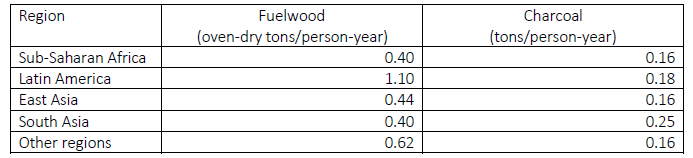 Region Fuelwood Charcoal
(oven-dry tons/person-year) (tons/person-year)
Sub-Saharan Africa 0.40 0.16
Latin America 1.10 0.18
East Asia 0.44 0.16
South Asia 0.40 0.25
Other regions 0.62 0.16